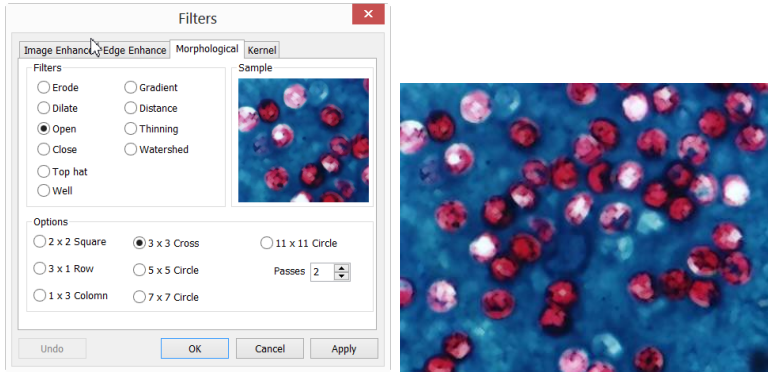 Filters
Image Enhance Edge Enhance Morphological Kernel
Filters
Erode
Dilate
Open
Close
Top hat
Well
Gradient
Distance
Thinning
Watershed
Sample
Options
2 x 2 Square
3 x 1 Row
1 x 3 Colomn
3 x 3 Cross
5 x 5 Circle
7 x 7 Circle
11 x 11 Circle
Passes 2
Undo OK Cancel Apply